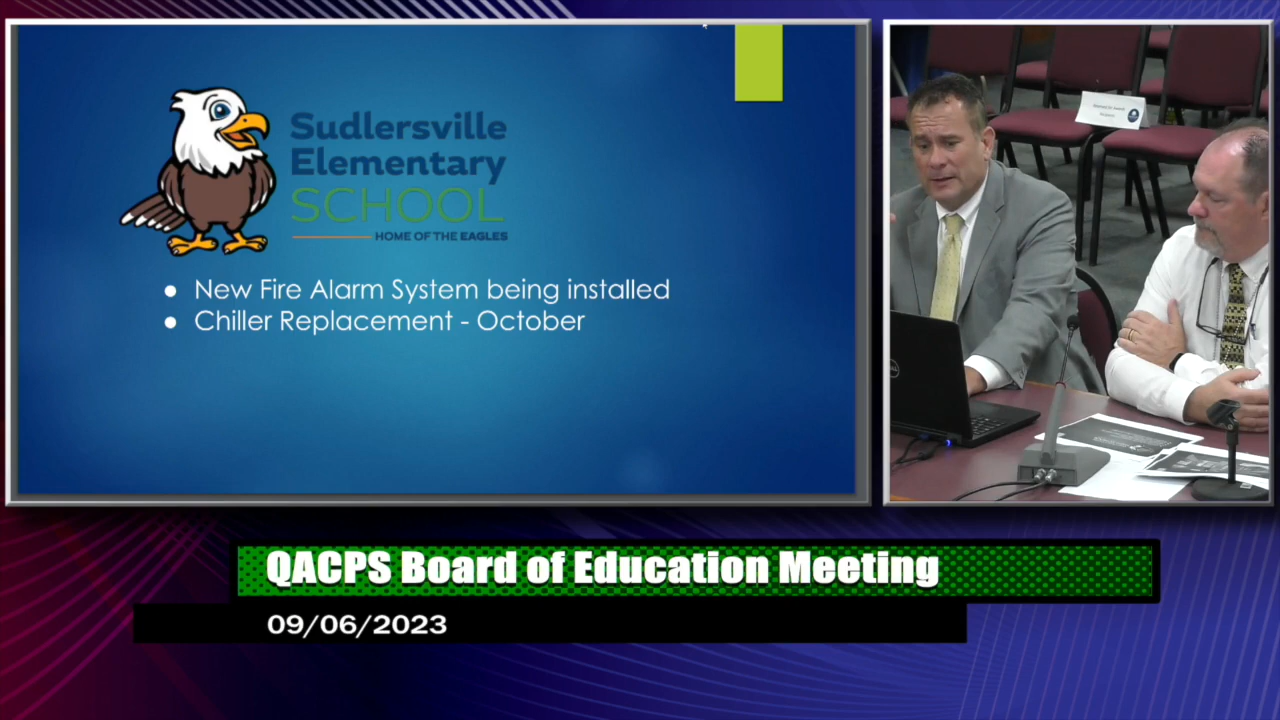 Sudlersville
Elementary
SCHOOL
HOME OF THE EAGLES
● New Fire Alarm System being installed
● Chiller Replacement - October
DELL
QACPS Board of Education Meeting
09/06/2023